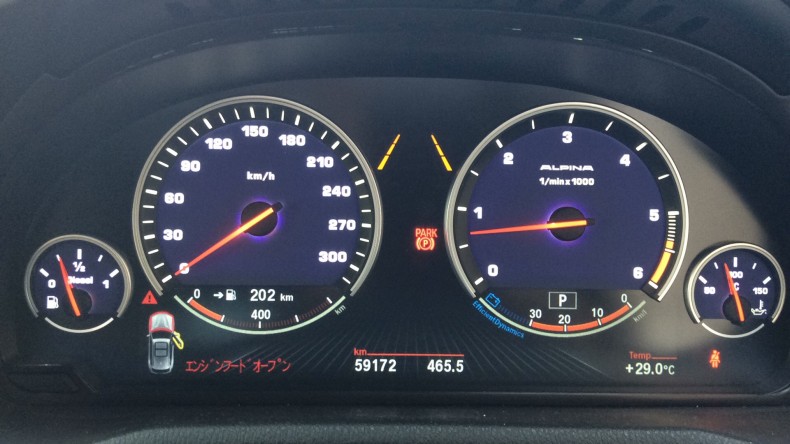 0 1/2 1
Diesel
0 30 60 90 120 150 180 210 240 270 300
km/h
0 → 202 km
400
km
PARK
P
0 1 2 3 4 5 6
ALPINA
1/min x 1000
P
30 20 10 0
km/l
EfficientDynamics
50 100 150
°C
エンジンフードオープン
km
59172 465.5
Temp
+29.0°C